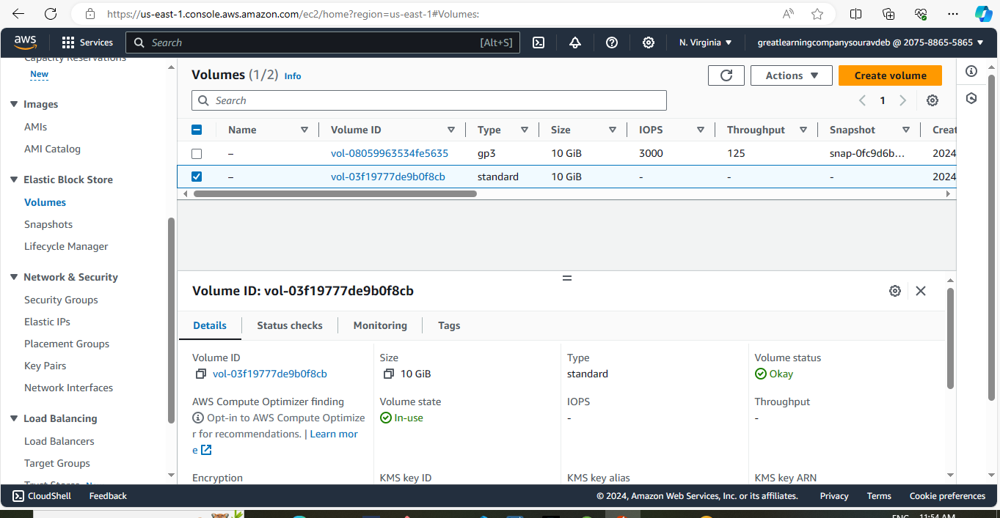 https://us-east-1.console.aws.amazon.com/ec2/home?region=us-east-1#Volumes:
aws
Services
Search
[Alt+S]
N. Virginia
greatlearningcompanysouravdeb @ 2075-8865-5865
Capacity Reservations
New
Images
AMIs
AMI Catalog
Elastic Block Store
Volumes
Snapshots
Lifecycle Manager
Network & Security
Security Groups
Elastic IPs
Placement Groups
Key Pairs
Network Interfaces
Load Balancing
Load Balancers
Target Groups
Trust Stores
Volumes (1/2) Info
Actions
Create volume
Search
1
Name Volume ID Type Size IOPS Throughput Snapshot Creat
– vol-08059963534fe5635 gp3 10 GiB 3000 125 snap-0fc9d6b... 2024
– vol-03f19777de9b0f8cb standard 10 GiB - - - 2024
Volume ID: vol-03f19777de9b0f8cb
Details Status checks Monitoring Tags
Volume ID
vol-03f19777de9b0f8cb
Size
10 GiB
Type
standard
Volume status
Okay
AWS Compute Optimizer finding
Opt-in to AWS Compute Optimize
r for recommendations. | Learn mor
e
Volume state
In-use
IOPS
-
Throughput
-
Encryption
KMS key ID
KMS key alias
KMS key ARN
CloudShell
Feedback
© 2024, Amazon Web Services, Inc. or its affiliates.
Privacy
Terms
Cookie preferences
ENG
11:54 AM